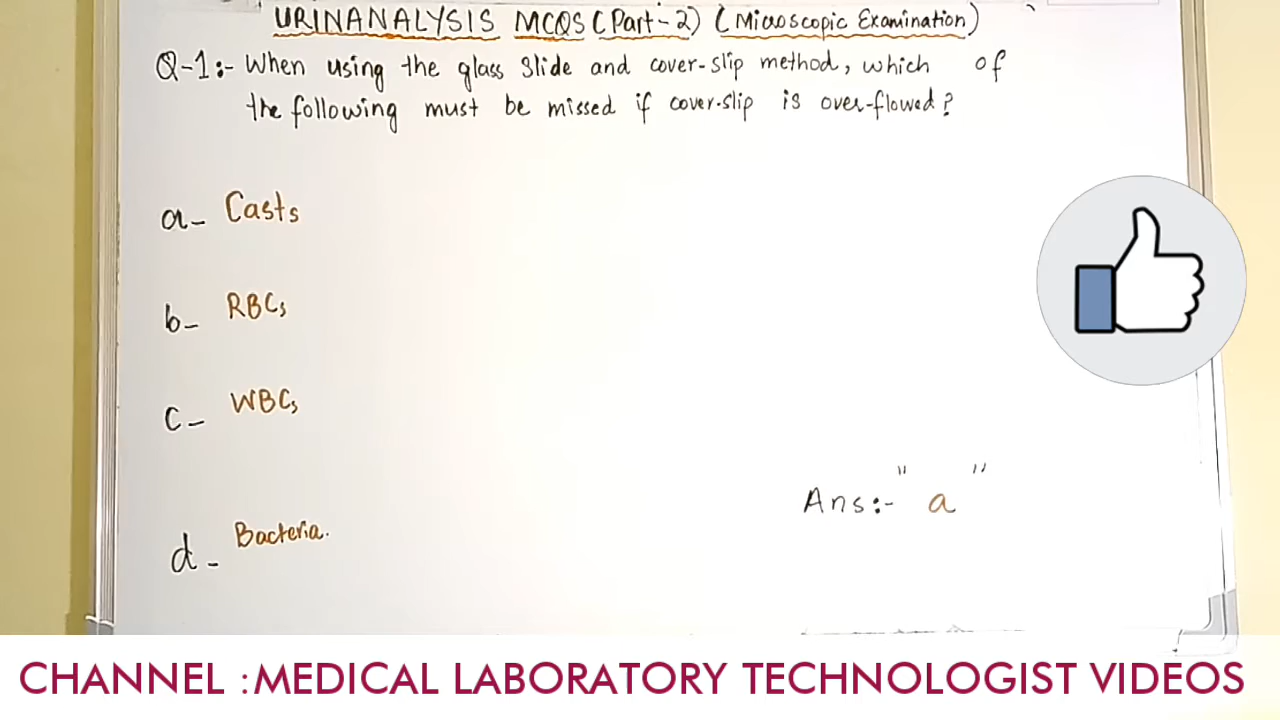 URINANALYSIS MCQS (Part-2) (Microscopic Examination)
Q-1:- When using the glass slide and cover-slip method, which of
the following must be missed if cover-slip is over-flowed?
a- Casts
b- RBCs
c- WBCs
d- Bacteria.
Ans:- "a"
CHANNEL :MEDICAL LABORATORY TECHNOLOGIST VIDEOS